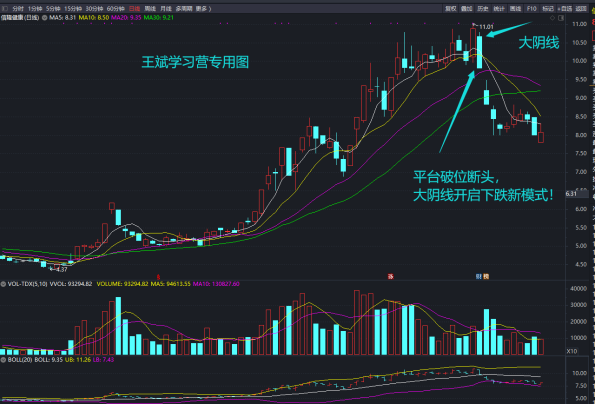 分时 1分钟 5分钟 15分钟 30分钟 60分钟 日线 周线 月线 多周期 更多 复权 叠加 历史 统计 画线 F10 标记 自选 返回
信隆健康(日线) MA5: 8.31 MA10: 8.50 MA20: 9.35 MA30: 9.21
11.01
11.00
大阴线
王斌学习营专用图
10.50
10.00
9.50
9.00
8.50
8.00
7.50
平台破位断头，
7.00
大阴线开启下跌新模式！
6.50
6.31
6.00
5.50
5.00
4.50
4.37
涨
财 榜
VOL-TDX(5,10) VVOL: 93294.82 VOLUME: 93294.82 MA5: 94613.55 MA10: 130827.60
40000
30000
20000
10000
X10
BOLL(20) BOLL: 9.35 UB: 11.26 LB: 7.43
10.00
7.50
5.00